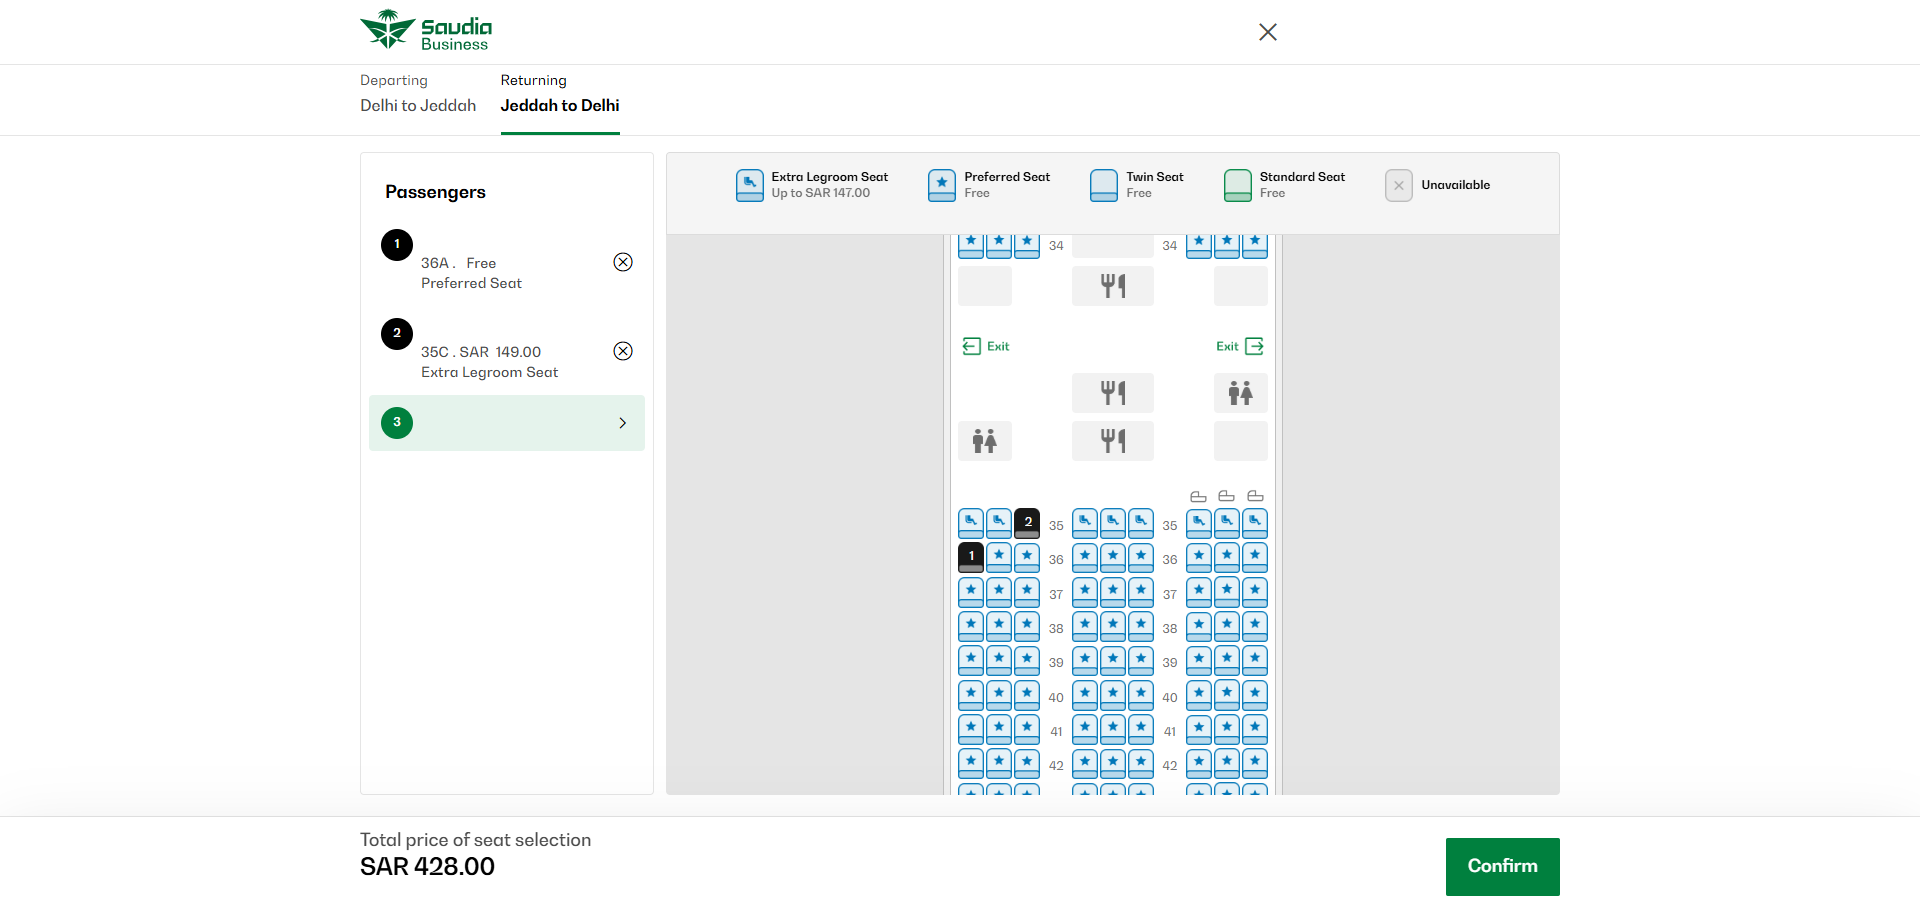 Saudia
Business
Departing
Delhi to Jeddah
Returning
Jeddah to Delhi
Passengers
1
36A . Free
Preferred Seat
2
35C . SAR 149.00
Extra Legroom Seat
3
Extra Legroom Seat
Up to SAR 147.00
Preferred Seat
Free
Twin Seat
Free
Standard Seat
Free
Unavailable
34 34
Exit Exit
2 35 35
1 36 36
37 37
38 38
39 39
40 40
41 41
42 42
Total price of seat selection
SAR 428.00
Confirm